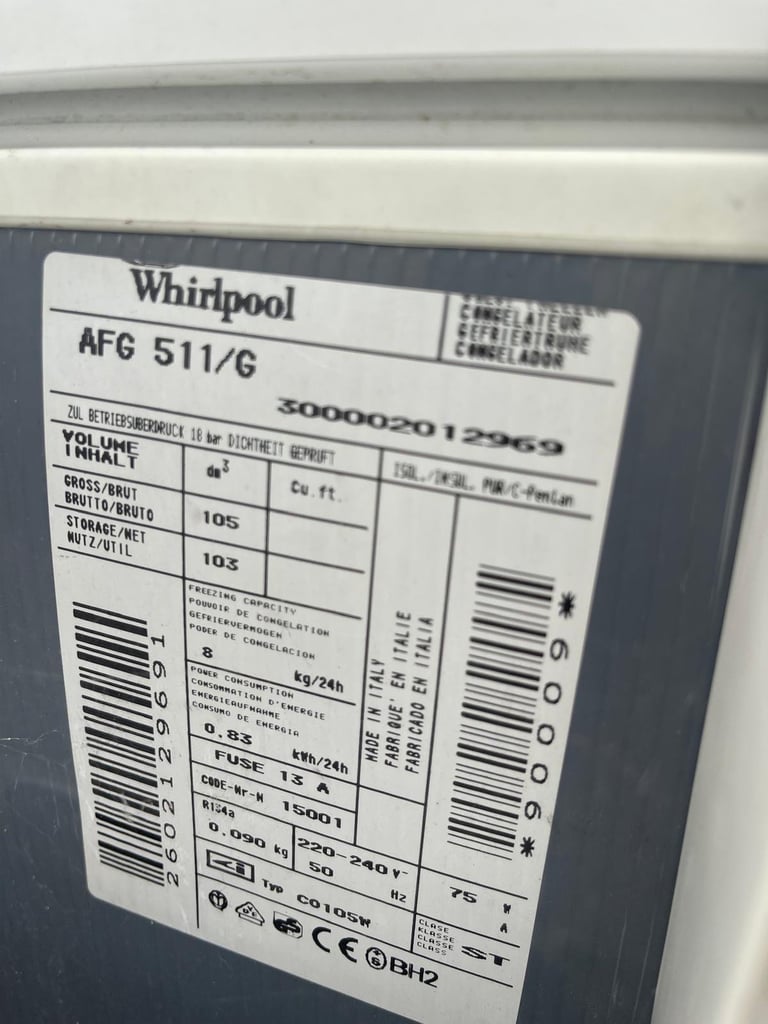 Whirlpool
CONGELATEUR
GEFRIERTRUHE
CONGELADOR
AFG 511/G
300002012969
ZUL BETRIEBSUBERDRUCK 18 bar DICHTHEIT GEPRUFT
ISOL./INSUL. PUR/C-Pentan
VOLUME
INHALT
dm³
Cu.ft.
GROSS/BRUT
BRUTTO/BRUTO
105
STORAGE/NET
NUTZ/UTIL
103
FREEZING CAPACITY
POUVOIR DE CONGELATION
GEFRIERVERMOGEN
PODER DE CONGELACION
8 kg/24h
POWER CONSUMPTION
CONSOMMATION D'ENERGIE
ENERGIEAUFNAHME
CONSUMO DE ENERGIA
0.83 kWh/24h
FUSE 13 A
CODE-Nr-N 15001
R134a
0.090 kg
220-240 V~
50 Hz
75 W
A
Typ C0105W
CLASE
KLASSE
CLASSE
CLASS
ST
CE
BH2
MADE IN ITALY
FABRIQUE' EN ITALIE
FABRICADO EN ITALIA
260212969 1
*60006*